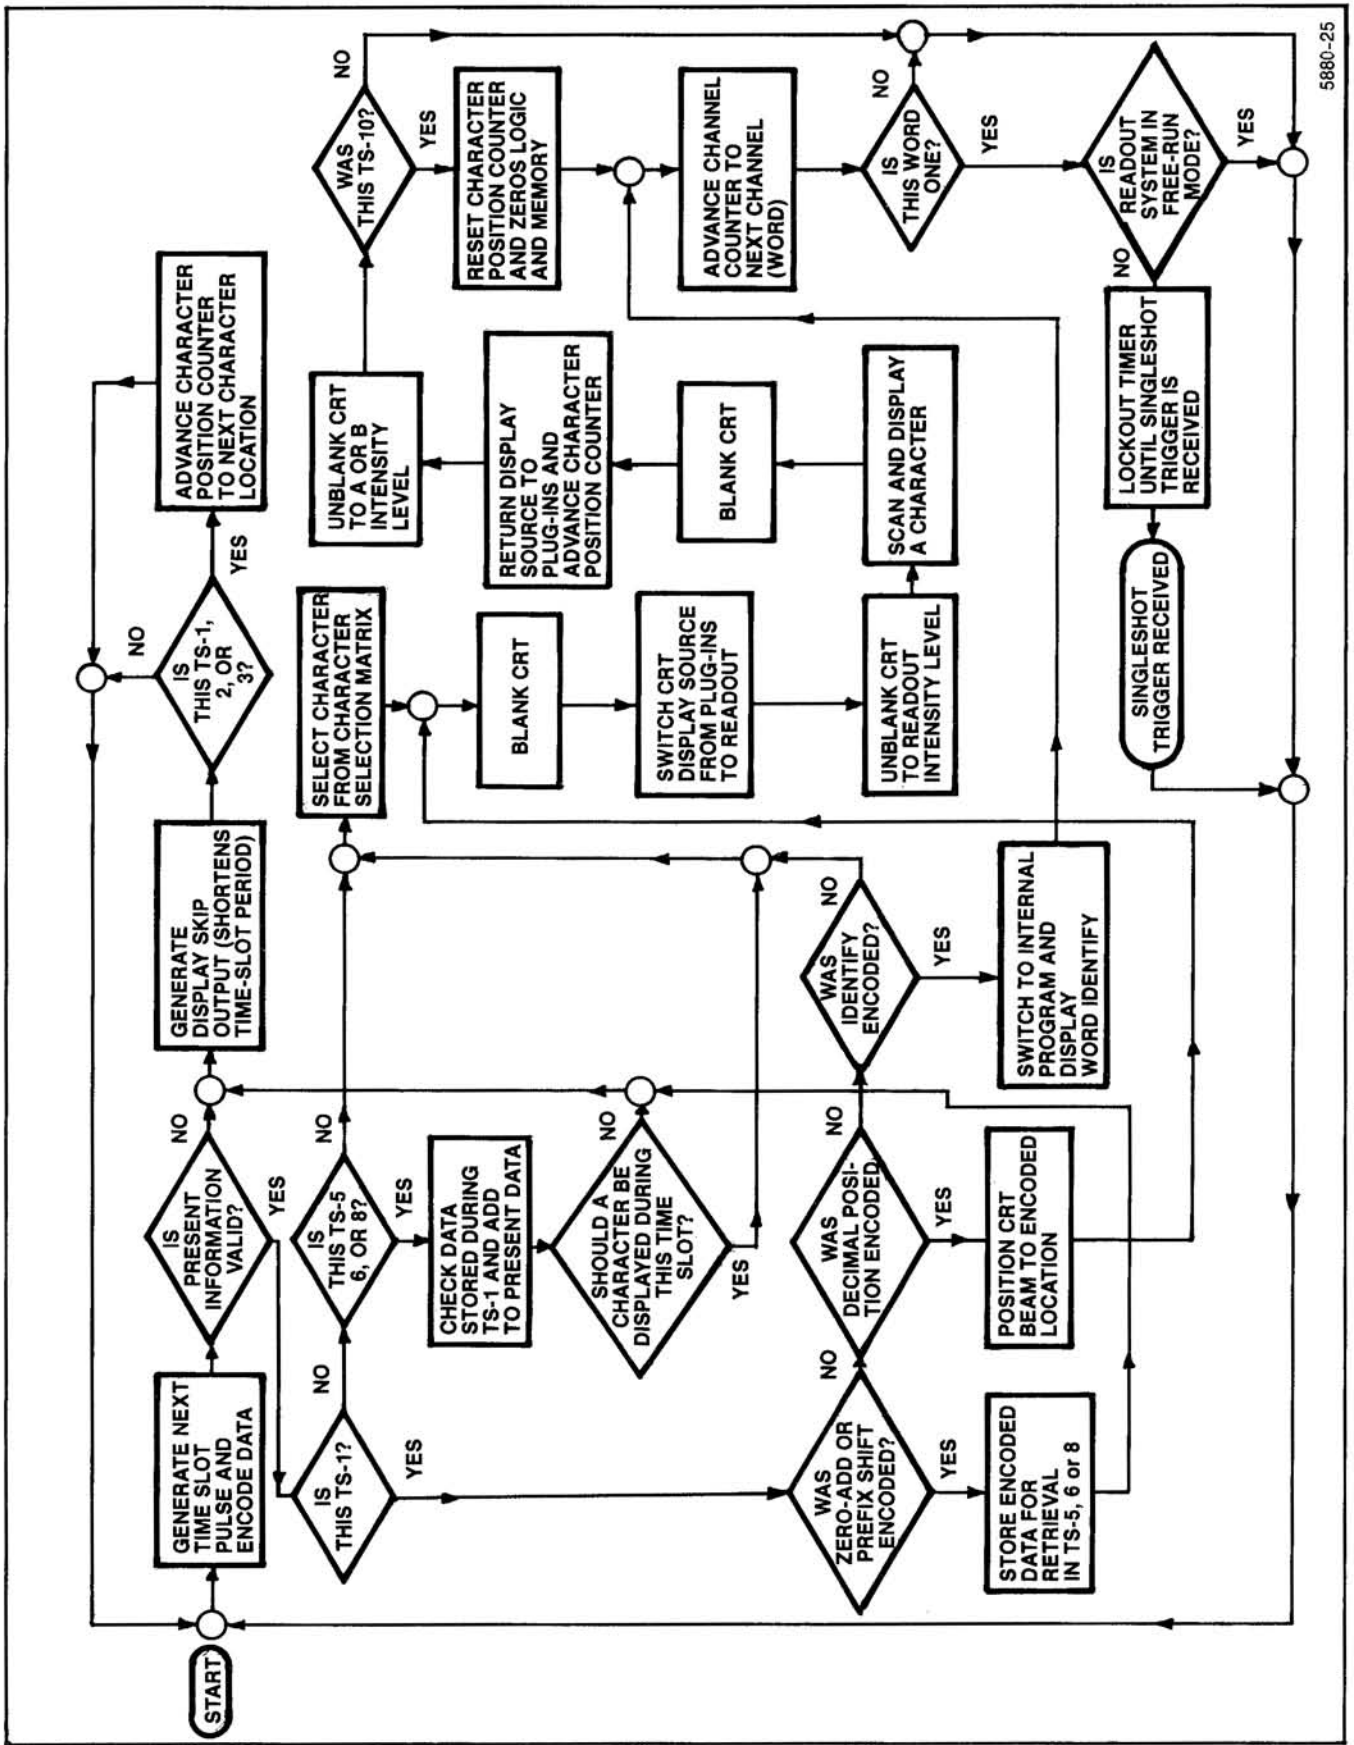 START
GENERATE NEXT
TIME SLOT
PULSE AND
ENCODE DATA
IS
PRESENT
INFORMATION
VALID?
NO
YES
GENERATE
DISPLAY SKIP
OUTPUT (SHORTENS
TIME-SLOT PERIOD)
IS
THIS TS-1,
2, OR
3?
NO
YES
ADVANCE CHARACTER
POSITION COUNTER
TO NEXT CHARACTER
LOCATION
IS
THIS TS-1?
NO
YES
IS
THIS TS-5
6, OR 8?
NO
YES
CHECK DATA
STORED DURING
TS-1 AND ADD
TO PRESENT DATA
SHOULD A
CHARACTER BE
DISPLAYED DURING
THIS TIME
SLOT?
NO
YES
WAS
ZERO-ADD OR
PREFIX SHIFT
ENCODED?
NO
YES
STORE ENCODED
DATA FOR
RETRIEVAL
IN TS-5, 6 or 8
WAS
DECIMAL POSI-
TION ENCODED
NO
YES
POSITION CRT
BEAM TO ENCODED
LOCATION
WAS
IDENTIFY
ENCODED?
NO
YES
SWITCH TO INTERNAL
PROGRAM AND
DISPLAY
WORD IDENTIFY
SELECT CHARACTER
FROM CHARACTER
SELECTION MATRIX
BLANK CRT
SWITCH CRT
DISPLAY SOURCE
FROM PLUG-INS
TO READOUT
UNBLANK CRT
TO READOUT
INTENSITY LEVEL
SCAN AND DISPLAY
A CHARACTER
BLANK CRT
RETURN DISPLAY
SOURCE TO
PLUG-INS AND
ADVANCE CHARACTER
POSITION COUNTER
UNBLANK CRT
TO A OR B
INTENSITY
LEVEL
WAS
THIS TS-10?
NO
YES
RESET CHARACTER
POSITION COUNTER
AND ZEROS LOGIC
AND MEMORY
ADVANCE CHANNEL
COUNTER TO
NEXT CHANNEL
(WORD)
IS
THIS WORD
ONE?
NO
YES
IS
READOUT
SYSTEM IN
FREE-RUN
MODE?
NO
YES
LOCKOUT TIMER
UNTIL SINGLESHOT
TRIGGER IS
RECEIVED
SINGLESHOT
TRIGGER RECEIVED
5880-25